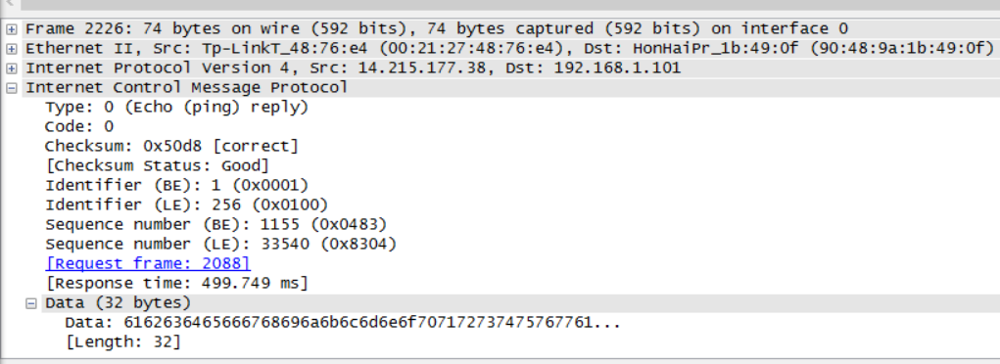 Frame 2226: 74 bytes on wire (592 bits), 74 bytes captured (592 bits) on interface 0
Ethernet II, Src: Tp-LinkT_48:76:e4 (00:21:27:48:76:e4), Dst: HonHaiPr_1b:49:0f (90:48:9a:1b:49:0f)
Internet Protocol Version 4, Src: 14.215.177.38, Dst: 192.168.1.101
Internet Control Message Protocol
Type: 0 (Echo (ping) reply)
Code: 0
Checksum: 0x50d8 [correct]
[Checksum Status: Good]
Identifier (BE): 1 (0x0001)
Identifier (LE): 256 (0x0100)
Sequence number (BE): 1155 (0x0483)
Sequence number (LE): 33540 (0x8304)
[Request frame: 2088]
[Response time: 499.749 ms]
Data (32 bytes)
Data: 6162636465666768696a6b6c6d6e6f707172737475767761...
[Length: 32]